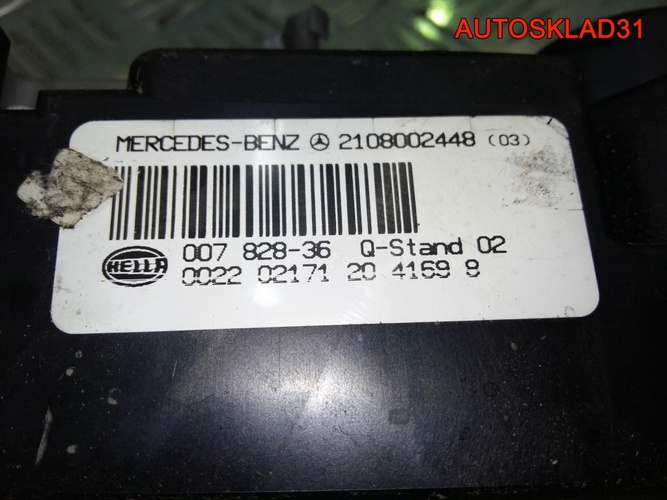 AUTOSKLAD31
MERCEDES-BENZ 2108002448 (03)
HELLA 007 828-36 Q-Stand 02
0022 02171 20 4169 8